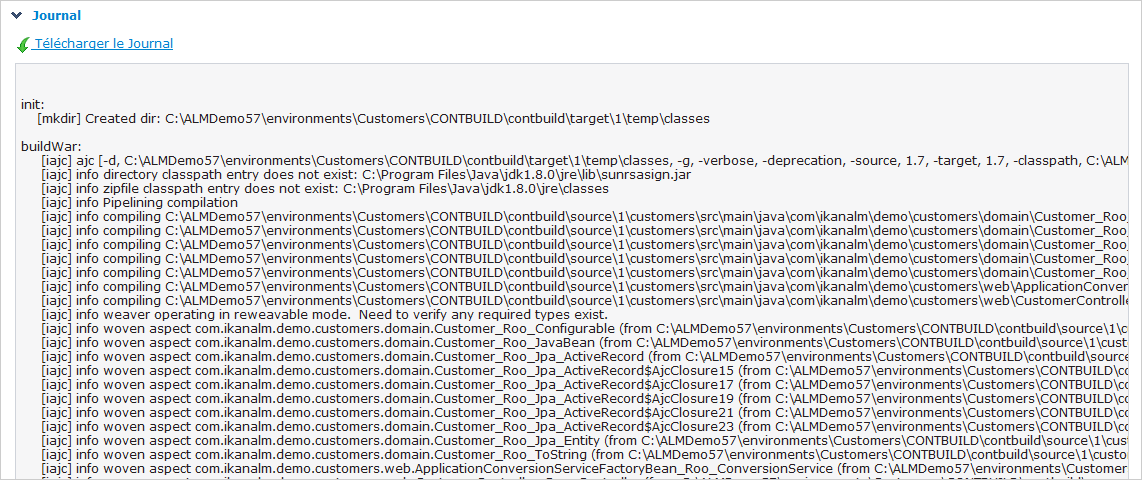 Journal
Télécharger le Journal
init:
[mkdir] Created dir: C:\ALMDemo57\environments\Customers\CONTBUILD\contbuild\target\1\temp\classes
buildWar:
[iajc] ajc [-d, C:\ALMDemo57\environments\Customers\CONTBUILD\contbuild\target\1\temp\classes, -g, -verbose, -deprecation, -source, 1.7, -target, 1.7, -classpath, C:\ALM
[iajc] info directory classpath entry does not exist: C:\Program Files\Java\jdk1.8.0\jre\lib\sunrsasign.jar
[iajc] info zipfile classpath entry does not exist: C:\Program Files\Java\jdk1.8.0\jre\classes
[iajc] info Pipelining compilation
[iajc] info compiling C:\ALMDemo57\environments\Customers\CONTBUILD\contbuild\source\1\customers\src\main\java\com\ikanalm\demo\customers\domain\Customer_Roo_
[iajc] info compiling C:\ALMDemo57\environments\Customers\CONTBUILD\contbuild\source\1\customers\src\main\java\com\ikanalm\demo\customers\domain\Customer_Roo_
[iajc] info compiling C:\ALMDemo57\environments\Customers\CONTBUILD\contbuild\source\1\customers\src\main\java\com\ikanalm\demo\customers\domain\Customer_Roo_
[iajc] info compiling C:\ALMDemo57\environments\Customers\CONTBUILD\contbuild\source\1\customers\src\main\java\com\ikanalm\demo\customers\domain\Customer_Roo_
[iajc] info compiling C:\ALMDemo57\environments\Customers\CONTBUILD\contbuild\source\1\customers\src\main\java\com\ikanalm\demo\customers\domain\Customer_Roo_
[iajc] info compiling C:\ALMDemo57\environments\Customers\CONTBUILD\contbuild\source\1\customers\src\main\java\com\ikanalm\demo\customers\web\ApplicationConver
[iajc] info compiling C:\ALMDemo57\environments\Customers\CONTBUILD\contbuild\source\1\customers\src\main\java\com\ikanalm\demo\customers\web\CustomerControlle
[iajc] info weaver operating in reweavable mode.  Need to verify any required types exist.
[iajc] info woven aspect com.ikanalm.demo.customers.domain.Customer_Roo_Configurable (from C:\ALMDemo57\environments\Customers\CONTBUILD\contbuild\source\1\cu
[iajc] info woven aspect com.ikanalm.demo.customers.domain.Customer_Roo_JavaBean (from C:\ALMDemo57\environments\Customers\CONTBUILD\contbuild\source\1\custo
[iajc] info woven aspect com.ikanalm.demo.customers.domain.Customer_Roo_Jpa_ActiveRecord (from C:\ALMDemo57\environments\Customers\CONTBUILD\contbuild\source
[iajc] info woven aspect com.ikanalm.demo.customers.domain.Customer_Roo_Jpa_ActiveRecord$AjcClosure15 (from C:\ALMDemo57\environments\Customers\CONTBUILD\co
[iajc] info woven aspect com.ikanalm.demo.customers.domain.Customer_Roo_Jpa_ActiveRecord$AjcClosure17 (from C:\ALMDemo57\environments\Customers\CONTBUILD\co
[iajc] info woven aspect com.ikanalm.demo.customers.domain.Customer_Roo_Jpa_ActiveRecord$AjcClosure19 (from C:\ALMDemo57\environments\Customers\CONTBUILD\co
[iajc] info woven aspect com.ikanalm.demo.customers.domain.Customer_Roo_Jpa_ActiveRecord$AjcClosure21 (from C:\ALMDemo57\environments\Customers\CONTBUILD\co
[iajc] info woven aspect com.ikanalm.demo.customers.domain.Customer_Roo_Jpa_ActiveRecord$AjcClosure23 (from C:\ALMDemo57\environments\Customers\CONTBUILD\co
[iajc] info woven aspect com.ikanalm.demo.customers.domain.Customer_Roo_Jpa_Entity (from C:\ALMDemo57\environments\Customers\CONTBUILD\contbuild\source\1\cust
[iajc] info woven aspect com.ikanalm.demo.customers.domain.Customer_Roo_ToString (from C:\ALMDemo57\environments\Customers\CONTBUILD\contbuild\source\1\custo
[iajc] info woven aspect com.ikanalm.demo.customers.web.ApplicationConversionServiceFactoryBean_Roo_ConversionService (from C:\ALMDemo57\environments\Customer